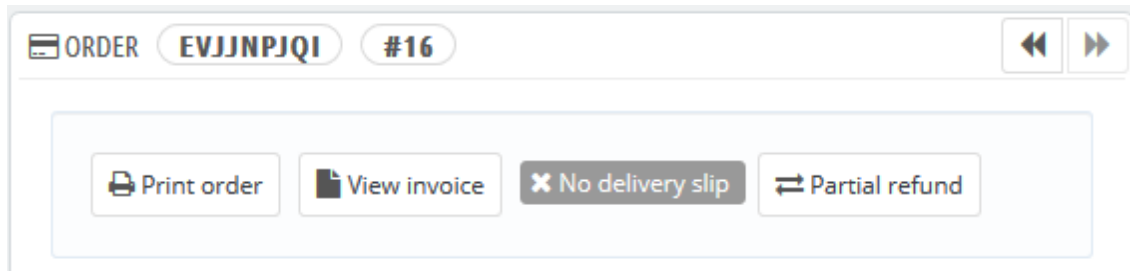 ORDER EVJJNPJQI #16
Print order View invoice No delivery slip Partial refund